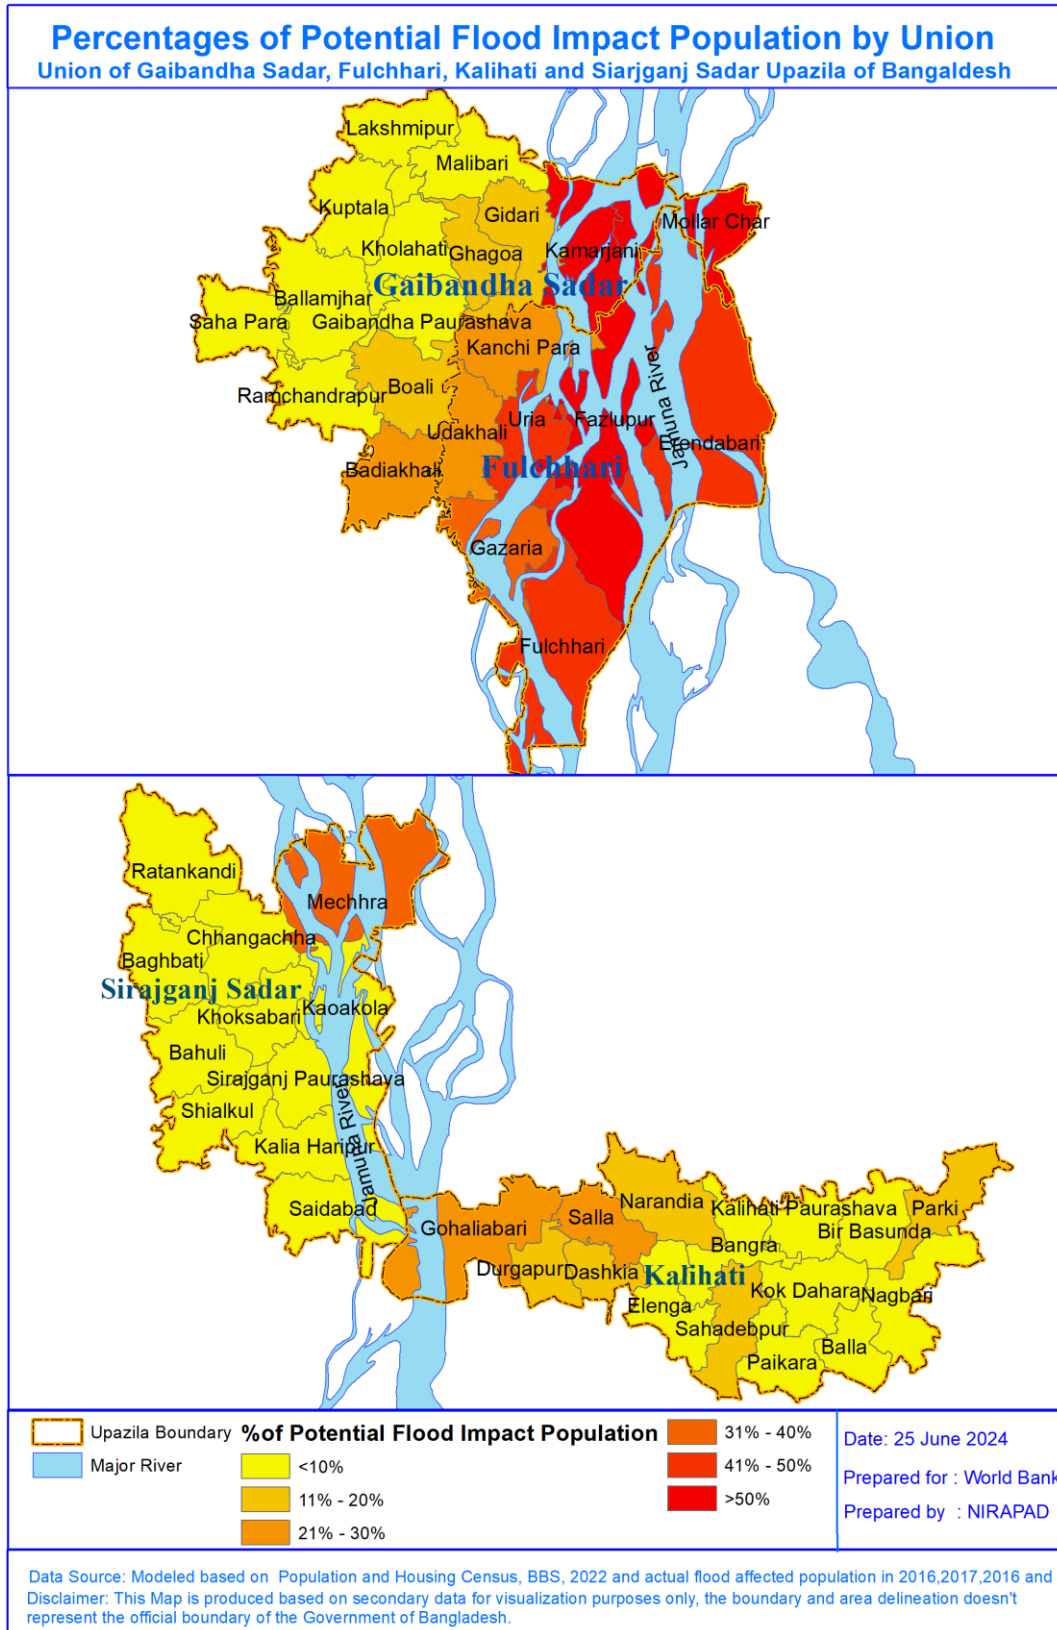 Percentages of Potential Flood Impact Population by Union
Union of Gaibandha Sadar, Fulchhari, Kalihati and Siarjganj Sadar Upazila of Bangaldesh
Lakshmipur
Malibari
Kuptala
Gidari
Mollar Char
Kholahati
Ghagoa
Kamarjani
Gaibandha Sadar
Ballamjhar
Saha Para
Gaibandha Paurashava
Kanchi Para
Jamuna River
Ramchandrapur
Boali
Uria
Fazlupur
Udakhali
Erendabari
Badiakhali
Fulchhari
Gazaria
Fulchhari
Ratankandi
Mechhra
Chhangachha
Baghbati
Sirajganj Sadar
Kaoakola
Khoksabari
Bahuli
Sirajganj Paurashava
Shialkul
Jamuna River
Kalia Haripur
Saidabad
Gohaliabari
Salla
Narandia
Kalihati Paurashava
Parki
Bir Basunda
Bangra
Durgapur
Dashkia
Kalihati
Kok Dahara
Nagbari
Elenga
Sahadebpur
Balla
Paikara
Upazila Boundary
Major River
%of Potential Flood Impact Population
<10%
11% - 20%
21% - 30%
31% - 40%
41% - 50%
>50%
Date: 25 June 2024
Prepared for : World Bank
Prepared by : NIRAPAD
Data Source: Modeled based on Population and Housing Census, BBS, 2022 and actual flood affected population in 2016,2017,2016 and
Disclaimer: This Map is produced based on secondary data for visualization purposes only, the boundary and area delineation doesn't
represent the official boundary of the Government of Bangladesh.